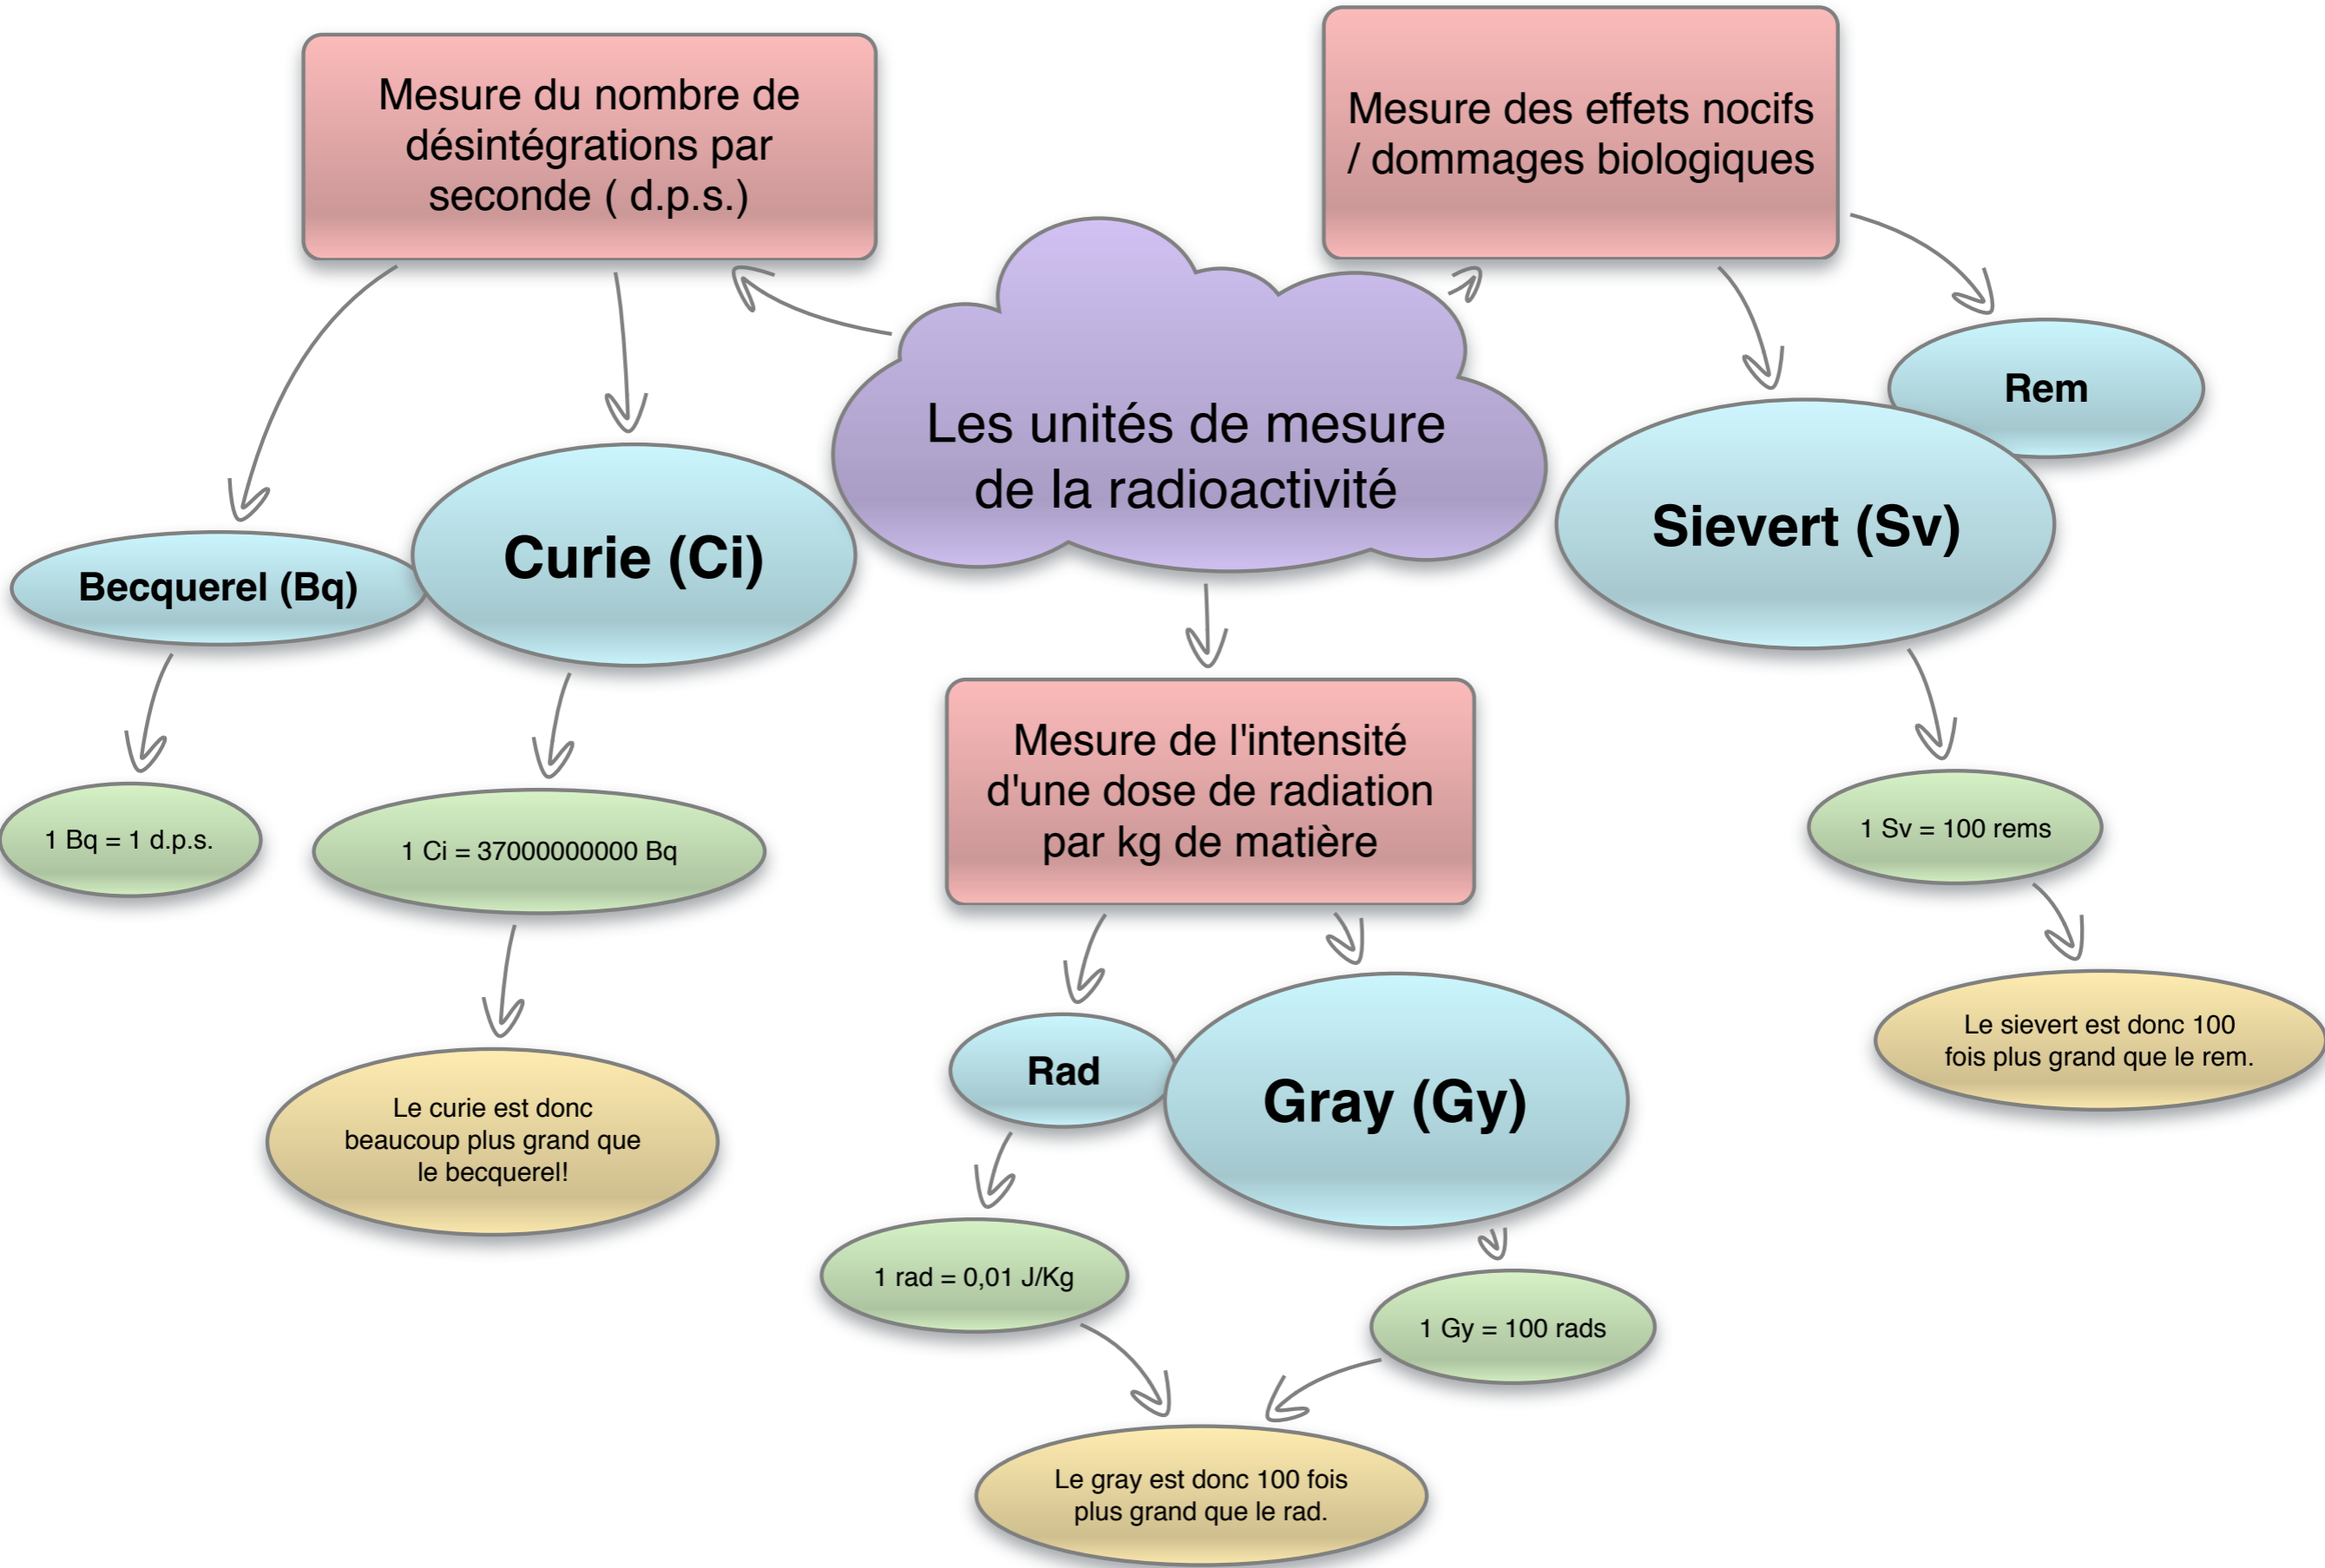 Mesure du nombre de
désintégrations par
seconde ( d.p.s.)
Mesure des effets nocifs
/ dommages biologiques
Les unités de mesure
de la radioactivité
Rem
Sievert (Sv)
Curie (Ci)
Becquerel (Bq)
Mesure de l'intensité
d'une dose de radiation
par kg de matière
1 Bq = 1 d.p.s.
1 Ci = 37000000000 Bq
1 Sv = 100 rems
Le sievert est donc 100
fois plus grand que le rem.
Rad
Gray (Gy)
Le curie est donc
beaucoup plus grand que
le becquerel!
1 rad = 0,01 J/Kg
1 Gy = 100 rads
Le gray est donc 100 fois
plus grand que le rad.